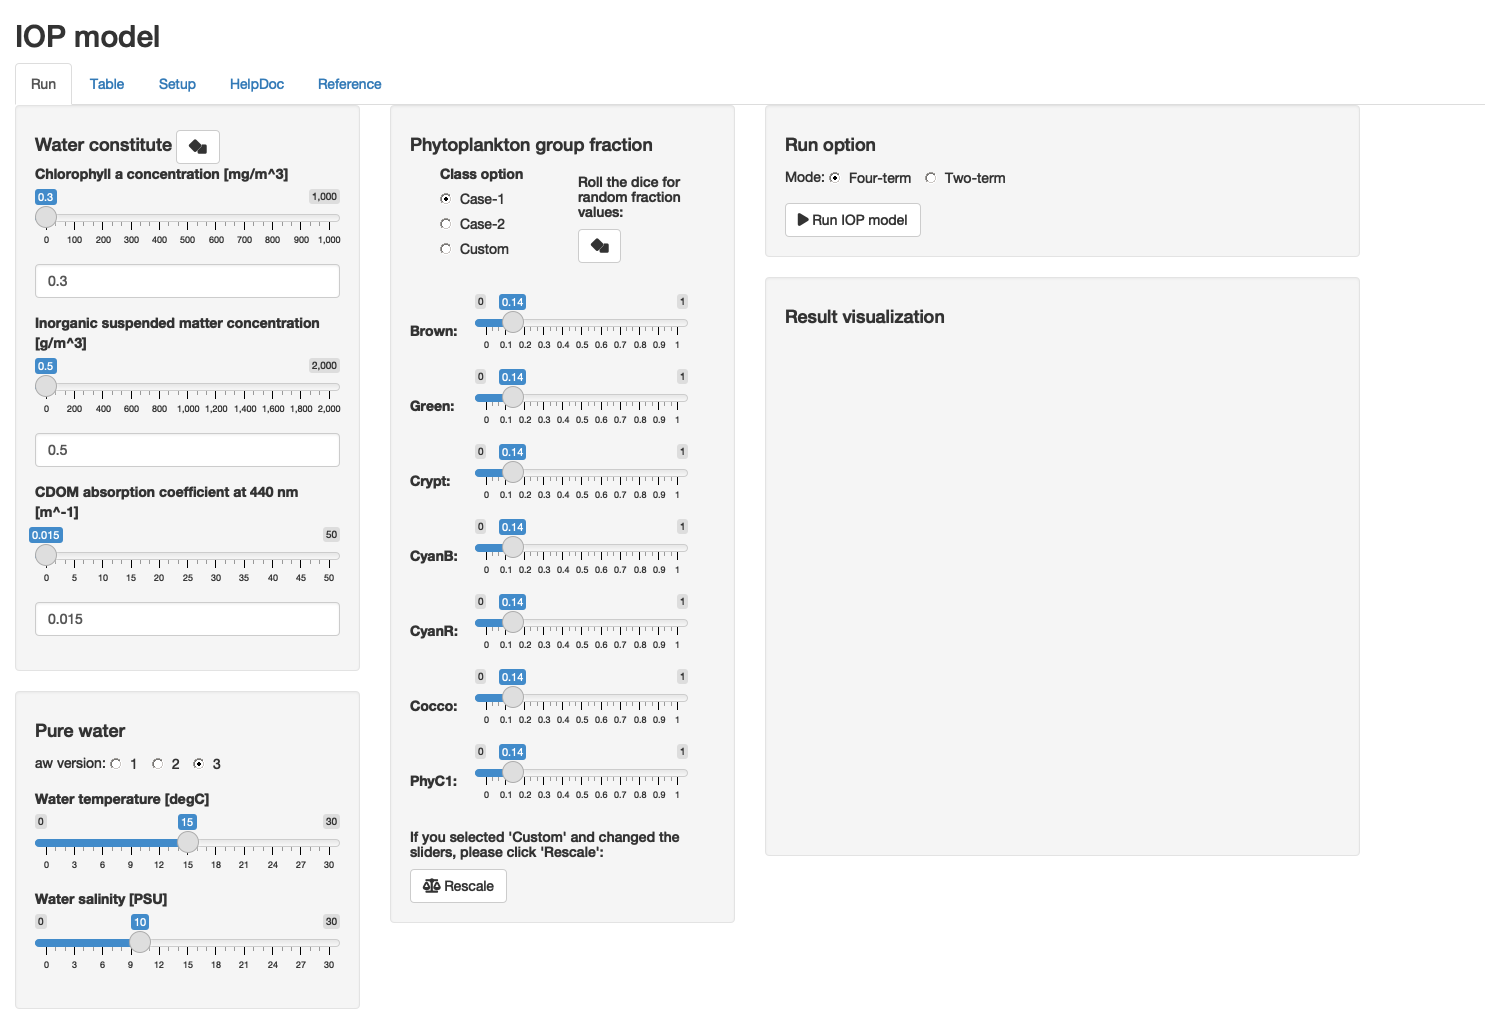 IOP model
Run Table Setup HelpDoc Reference
Water constitute
Chlorophyll a concentration [mg/m^3]
0.3 1,000
0 100 200 300 400 500 600 700 800 900 1,000
0.3
Inorganic suspended matter concentration
[g/m^3]
0.5 2,000
0 200 400 600 800 1,000 1,200 1,400 1,600 1,800 2,000
0.5
CDOM absorption coefficient at 440 nm
[m^-1]
0.015 50
0 5 10 15 20 25 30 35 40 45 50
0.015
Pure water
aw version: 1 2 3
Water temperature [degC]
0 15 30
0 3 6 9 12 15 18 21 24 27 30
Water salinity [PSU]
0 10 30
0 3 6 9 12 15 18 21 24 27 30
Phytoplankton group fraction
Class option
Case-1
Case-2
Custom
Roll the dice for
random fraction
values:
0 0.14 1
Brown:
0 0.1 0.2 0.3 0.4 0.5 0.6 0.7 0.8 0.9 1
0 0.14 1
Green:
0 0.1 0.2 0.3 0.4 0.5 0.6 0.7 0.8 0.9 1
0 0.14 1
Crypt:
0 0.1 0.2 0.3 0.4 0.5 0.6 0.7 0.8 0.9 1
0 0.14 1
CyanB:
0 0.1 0.2 0.3 0.4 0.5 0.6 0.7 0.8 0.9 1
0 0.14 1
CyanR:
0 0.1 0.2 0.3 0.4 0.5 0.6 0.7 0.8 0.9 1
0 0.14 1
Cocco:
0 0.1 0.2 0.3 0.4 0.5 0.6 0.7 0.8 0.9 1
0 0.14 1
PhyC1:
0 0.1 0.2 0.3 0.4 0.5 0.6 0.7 0.8 0.9 1
If you selected 'Custom' and changed the
sliders, please click 'Rescale':
Rescale
Run option
Mode: Four-term Two-term
Run IOP model
Result visualization